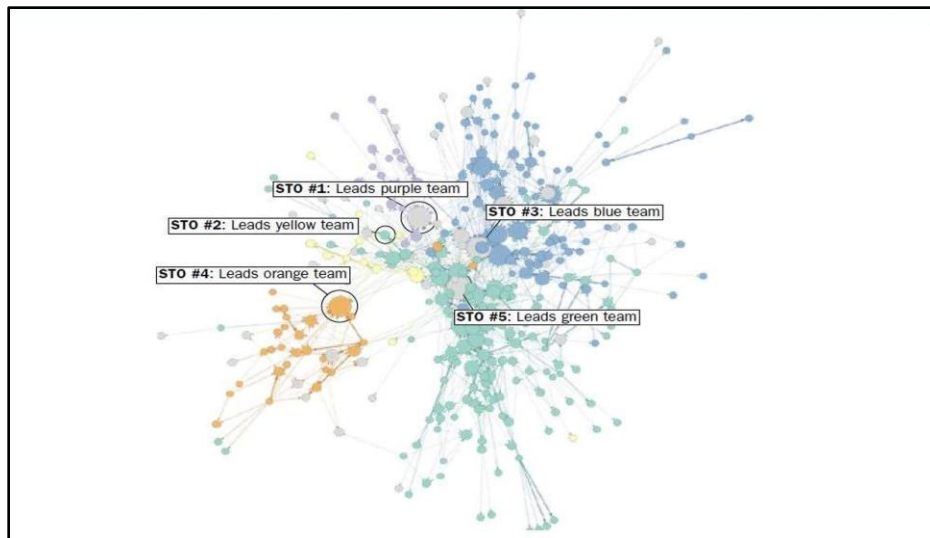 STO #1: Leads purple team
STO #2: Leads yellow team
STO #3: Leads blue team
STO #4: Leads orange team
STO #5: Leads green team